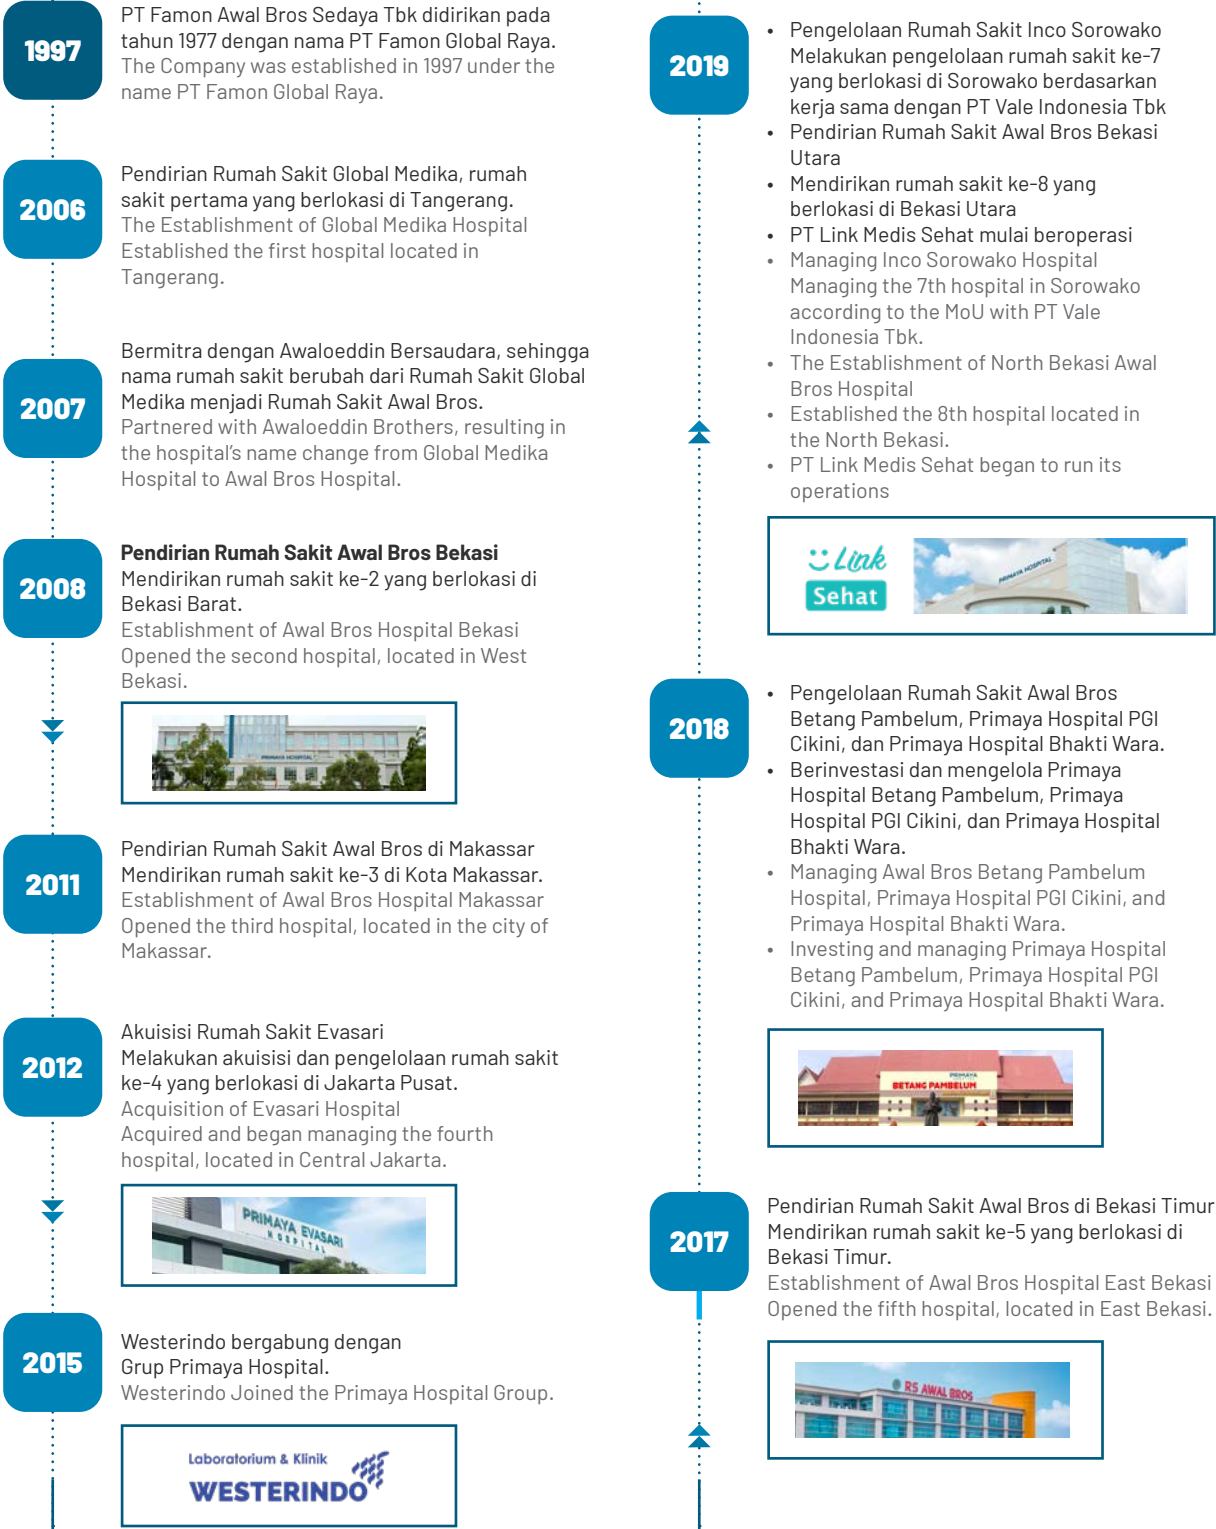 1997
PT Famon Awal Bros Sedaya Tbk didirikan pada
tahun 1977 dengan nama PT Famon Global Raya.
The Company was established in 1997 under the
name PT Famon Global Raya.
2006
Pendirian Rumah Sakit Global Medika, rumah
sakit pertama yang berlokasi di Tangerang.
The Establishment of Global Medika Hospital
Established the first hospital located in
Tangerang.
2007
Bermitra dengan Awaloeddin Bersaudara, sehingga
nama rumah sakit berubah dari Rumah Sakit Global
Medika menjadi Rumah Sakit Awal Bros.
Partnered with Awaloeddin Brothers, resulting in
the hospital's name change from Global Medika
Hospital to Awal Bros Hospital.
2008
Pendirian Rumah Sakit Awal Bros Bekasi
Mendirikan rumah sakit ke-2 yang berlokasi di
Bekasi Barat.
Establishment of Awal Bros Hospital Bekasi
Opened the second hospital, located in West
Bekasi.
PRIMAYA HOSPITAL
2011
Pendirian Rumah Sakit Awal Bros di Makassar
Mendirikan rumah sakit ke-3 di Kota Makassar.
Establishment of Awal Bros Hospital Makassar
Opened the third hospital, located in the city of
Makassar.
2012
Akuisisi Rumah Sakit Evasari
Melakukan akuisisi dan pengelolaan rumah sakit
ke-4 yang berlokasi di Jakarta Pusat.
Acquisition of Evasari Hospital
Acquired and began managing the fourth
hospital, located in Central Jakarta.
PRIMAYA EVASARI
HOSPITAL
2015
Westerindo bergabung dengan
Grup Primaya Hospital.
Westerindo Joined the Primaya Hospital Group.
Laboratorium & Klinik
WESTERINDO
2019
• Pengelolaan Rumah Sakit Inco Sorowako
Melakukan pengelolaan rumah sakit ke-7
yang berlokasi di Sorowako berdasarkan
kerja sama dengan PT Vale Indonesia Tbk
• Pendirian Rumah Sakit Awal Bros Bekasi
Utara
• Mendirikan rumah sakit ke-8 yang
berlokasi di Bekasi Utara
• PT Link Medis Sehat mulai beroperasi
• Managing Inco Sorowako Hospital
Managing the 7th hospital in Sorowako
according to the MoU with PT Vale
Indonesia Tbk.
• The Establishment of North Bekasi Awal
Bros Hospital
• Established the 8th hospital located in
the North Bekasi.
• PT Link Medis Sehat began to run its
operations
Link
Sehat
PRIMAYA HOSPITAL
2018
• Pengelolaan Rumah Sakit Awal Bros
Betang Pambelum, Primaya Hospital PGI
Cikini, dan Primaya Hospital Bhakti Wara.
• Berinvestasi dan mengelola Primaya
Hospital Betang Pambelum, Primaya
Hospital PGI Cikini, dan Primaya Hospital
Bhakti Wara.
• Managing Awal Bros Betang Pambelum
Hospital, Primaya Hospital PGI Cikini, and
Primaya Hospital Bhakti Wara.
• Investing and managing Primaya Hospital
Betang Pambelum, Primaya Hospital PGI
Cikini, and Primaya Hospital Bhakti Wara.
PRIMAYA
BETANG PAMBELUM
2017
Pendirian Rumah Sakit Awal Bros di Bekasi Timur
Mendirikan rumah sakit ke-5 yang berlokasi di
Bekasi Timur.
Establishment of Awal Bros Hospital East Bekasi
Opened the fifth hospital, located in East Bekasi.
RS AWAL BROS